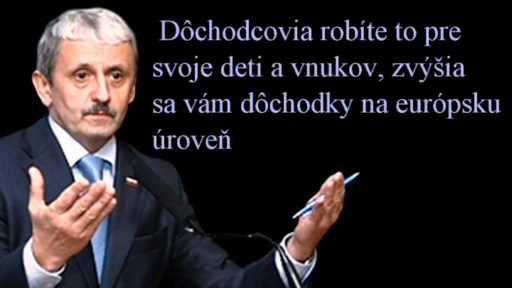 Dôchodcovia robíte to pre
svoje deti a vnukov, zvýšia
sa vám dôchodky na európsku
úroveň